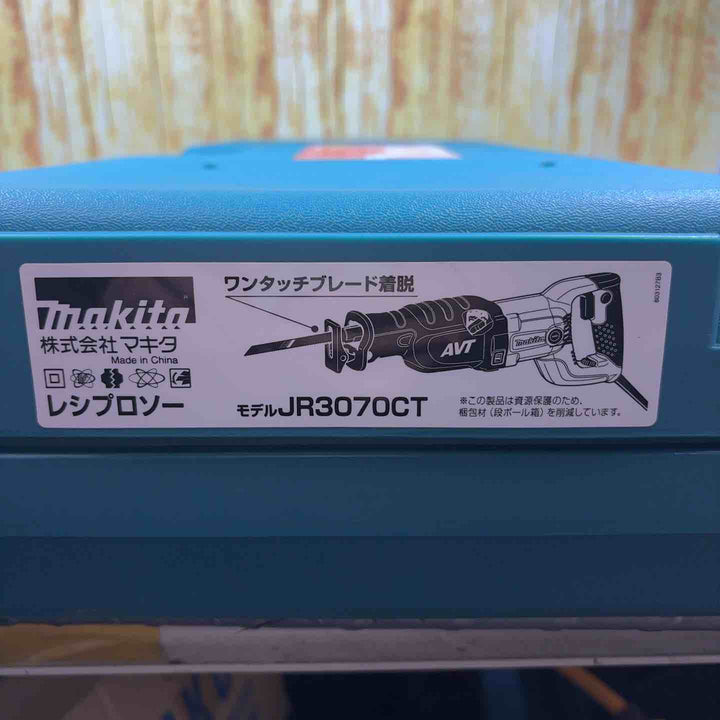 ワンタッチブレード着脱
makita
株式会社 マキタ
Made in China
レシプロソー
モデルJR3070CT
AVT
makita
※この製品は資源保護のため、
梱包材(段ボール箱)を削減しています。
603127B3